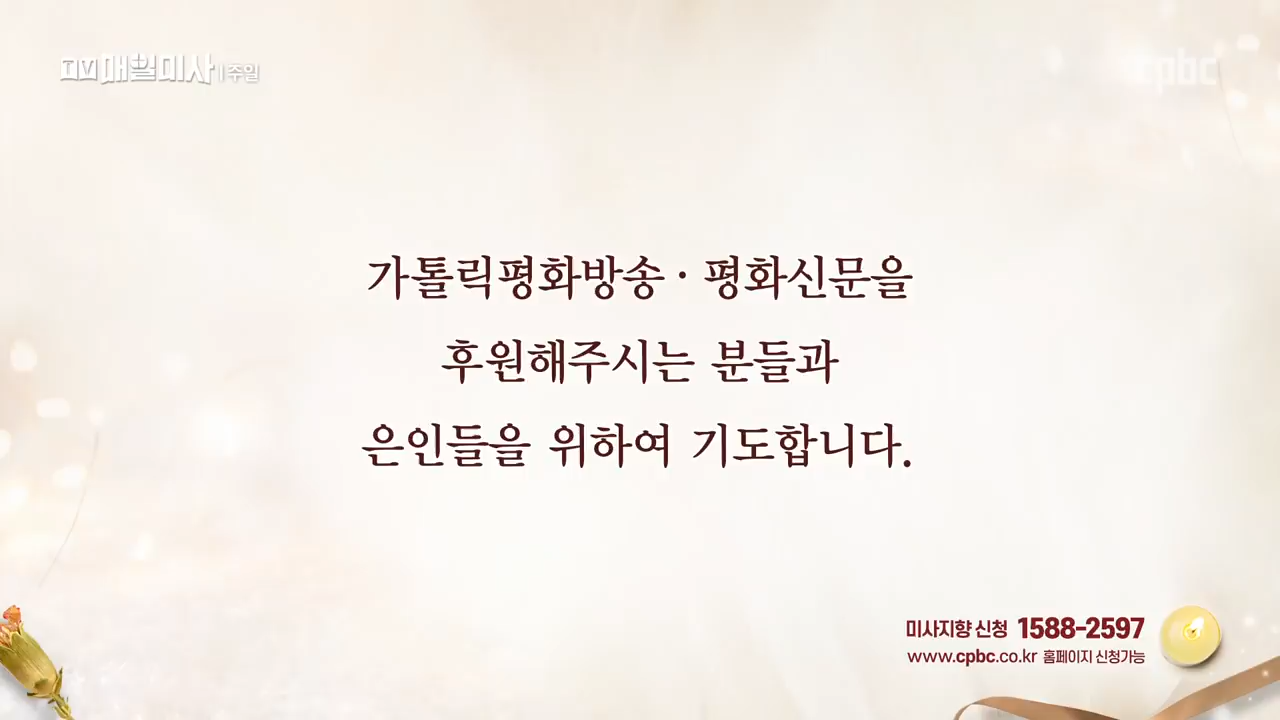 TV매일미사 | 주일
cpbc
가톨릭평화방송 · 평화신문을
후원해주시는 분들과
은인들을 위하여 기도합니다.
미사지향 신청 1588-2597
www.cpbc.co.kr 홈페이지 신청가능